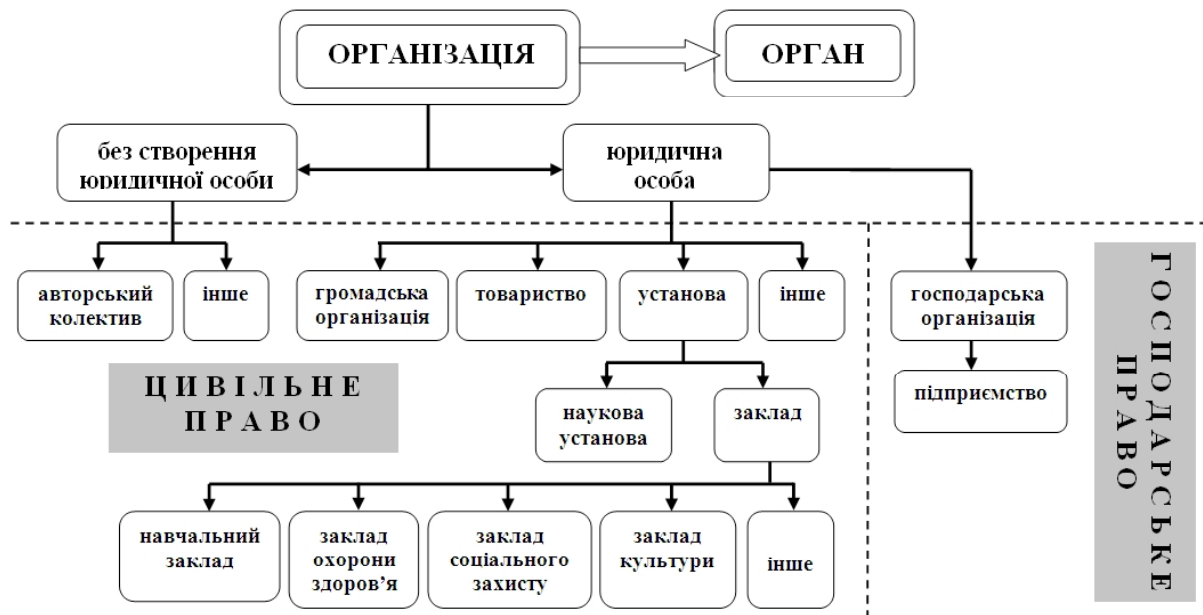 ОРГАНІЗАЦІЯ
ОРГАН
без створення
юридичної особи
юридична
особа
авторський
колектив
інше
громадська
організація
товариство
установа
інше
господарська
організація
ЦИВІЛЬНЕ
ПРАВО
наукова
установа
заклад
підприємство
ГОСПОДАРСЬКЕ
ПРАВО
навчальний
заклад
заклад
охорони
здоров’я
заклад
соціального
захисту
заклад
культури
інше